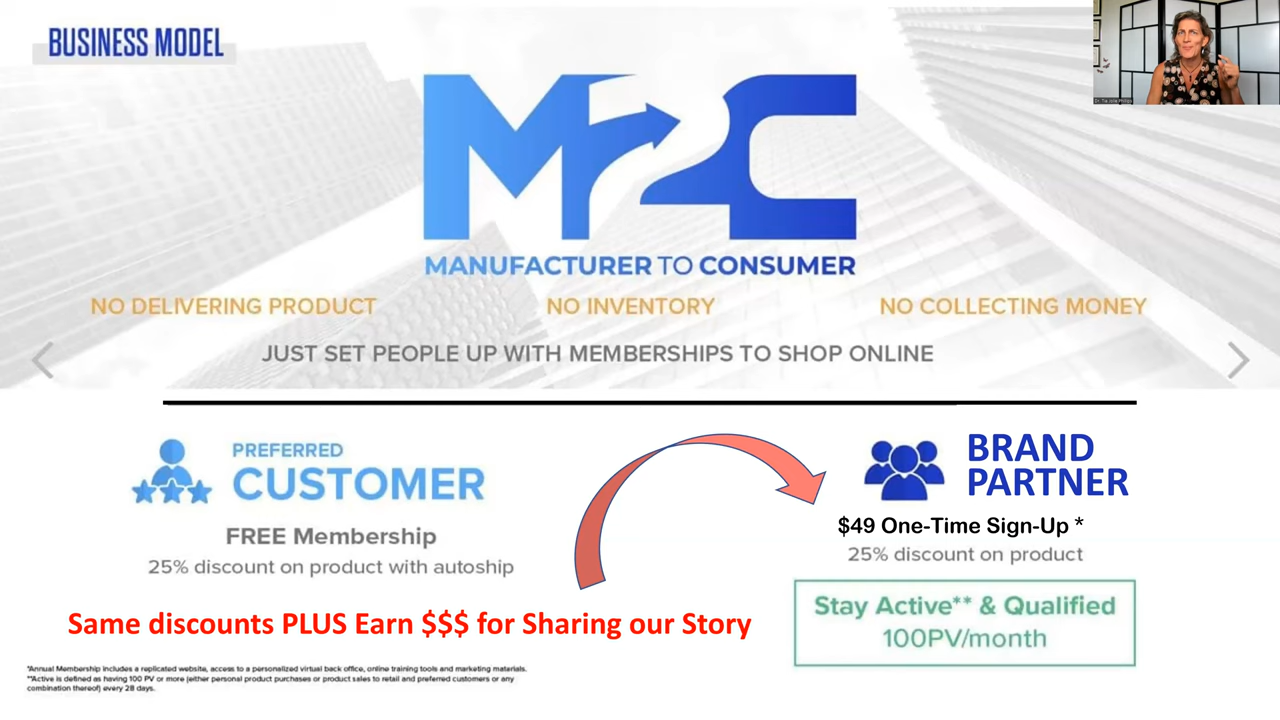 BUSINESS MODEL
M2C
MANUFACTURER TO CONSUMER
NO DELIVERING PRODUCT NO INVENTORY NO COLLECTING MONEY
JUST SET PEOPLE UP WITH MEMBERSHIPS TO SHOP ONLINE
PREFERRED
CUSTOMER
FREE Membership
25% discount on product with autoship
BRAND
PARTNER
$49 One-Time Sign-Up *
25% discount on product
Stay Active** & Qualified
100PV/month
Same discounts PLUS Earn $$$ for Sharing our Story
*Annual Membership includes a replicated website, access to a personalized virtual back office, online training tools and marketing materials.
**Active is defined as having 100 PV or more (either personal product purchases or product sales to retail and preferred customers or any
combination thereof) every 28 days.